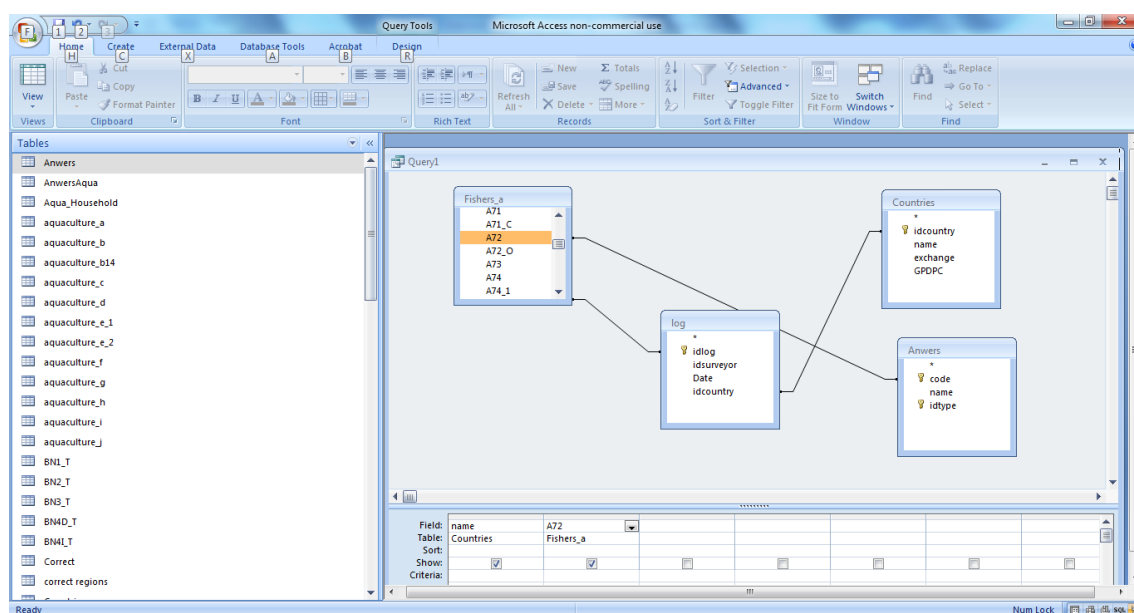 Query Tools Microsoft Access non-commercial use
F 1 2 3
Home Create External Data Database Tools Acrobat Design
H C X A B R
View Paste Cut Copy Format Painter
B I U
Refresh All New Save Delete Totals Spelling More
Filter Selection Advanced Toggle Filter
Size to Fit Form Switch Windows
Find Replace Go To Select
Views Clipboard Font Rich Text Records Sort & Filter Window Find
Tables
Anwers
AnwersAqua
Aqua_Household
aquaculture_a
aquaculture_b
aquaculture_b14
aquaculture_c
aquaculture_d
aquaculture_e_1
aquaculture_e_2
aquaculture_f
aquaculture_g
aquaculture_h
aquaculture_i
aquaculture_j
BN1_T
BN2_T
BN3_T
BN4D_T
BN4I_T
Correct
correct regions
Query1
Fishers_a
A71
A71_C
A72
A72_O
A73
A74
A74_1
log
*
idlog
idsurveyor
Date
idcountry
Countries
*
idcountry
name
exchange
GPDPC
Anwers
*
code
name
idtype
Field: name A72
Table: Countries Fishers_a
Sort:
Show:
Criteria:
Ready Num Lock SQL